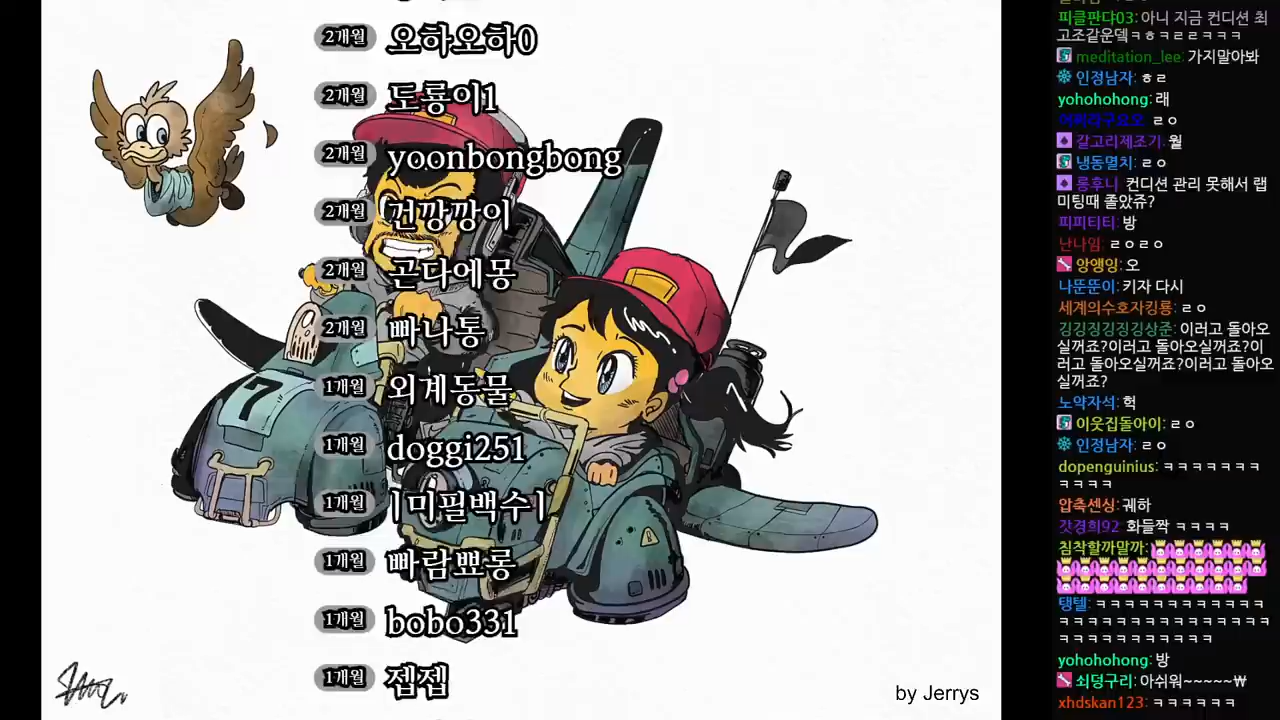 2개월 오하오하0
2개월 도룡이1
2개월 yoonbongbong
2개월 건깡깡이
2개월 곤다에몽
2개월 빠나통
1개월 외계동물
1개월 doggi251
1개월 ㅣ미필백수ㅣ
1개월 빠람뾰롱
1개월 bobo331
1개월 젭젭
7
by Jerrys
피클판다03: 아니 지금 컨디션 최
고조같은뎈ㅋㅎㅋㄹㄹㅋㅋㅋ
meditation_lee: 가지말아봐
인정남자: ㅎㄹ
yohohohong: 래
어쩌라구요오: ㄹㅇ
갈고리제조기: 월
냉동멸치: ㄹㅇ
롱후니: 컨디션 관리 못해서 랩
미팅때 졸았쥬?
피피티티: 방
난나임: ㄹㅇㄹㅇ
앙앵잉: 오
나뚠뚠이: 키자 다시
세계의수호자킹룡: ㄹㅇ
깅깅징깅징깅상준: 이러고 돌아오
실꺼죠?이러고 돌아오실꺼죠?이
러고 돌아오실꺼죠?이러고 돌아오
실꺼죠?
노약자석: 헉
이웃집돌아이: ㄹㅇ
인정남자: ㄹㅇ
dopenguinius: ㅋㅋㅋㅋㅋㅋㅋ
ㅋㅋㅋㅋ
압축센싱: 궤하
갓경희92: 화들짝 ㅋㅋㅋㅋ
침착할까말까:
탱텔: ㅋㅋㅋㅋㅋㅋㅋㅋㅋㅋㅋㅋㅋ
ㅋㅋㅋㅋㅋㅋㅋㅋㅋㅋㅋㅋㅋㅋㅋㅋ
ㅋㅋㅋㅋㅋㅋㅋㅋㅋㅋㅋㅋ
yohohohong: 방
쇠덩구리: 아쉬워~~~~~₩
xhdskan123: ㅋㅋㅋㅋㅋㅋ